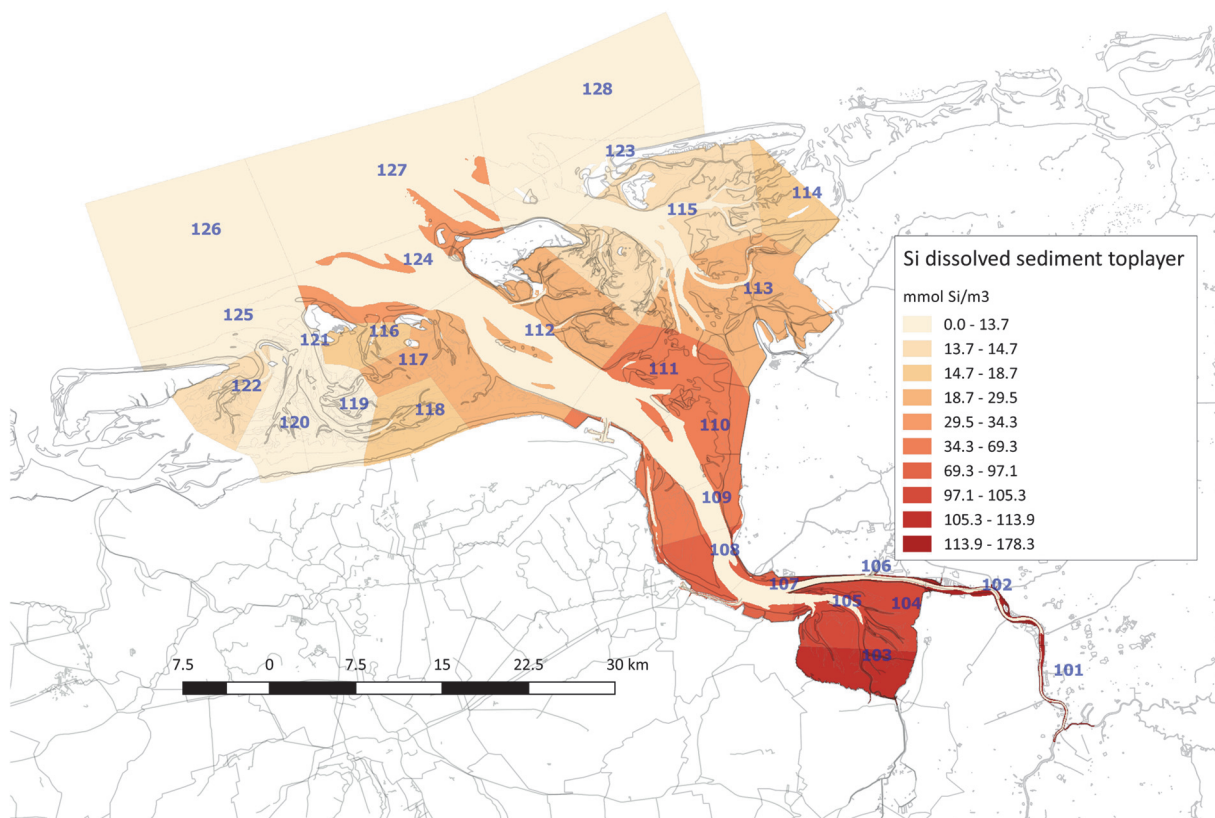 128
123
127
114
115
126
124
113
125
112
116
121
117
111
122
119
118
110
120
109
108
106
107
102
105
104
103
101
Si dissolved sediment toplayer
mmol Si/m3
0.0 - 13.7
13.7 - 14.7
14.7 - 18.7
18.7 - 29.5
29.5 - 34.3
34.3 - 69.3
69.3 - 97.1
97.1 - 105.3
105.3 - 113.9
113.9 - 178.3
7.5 0 7.5 15 22.5 30 km